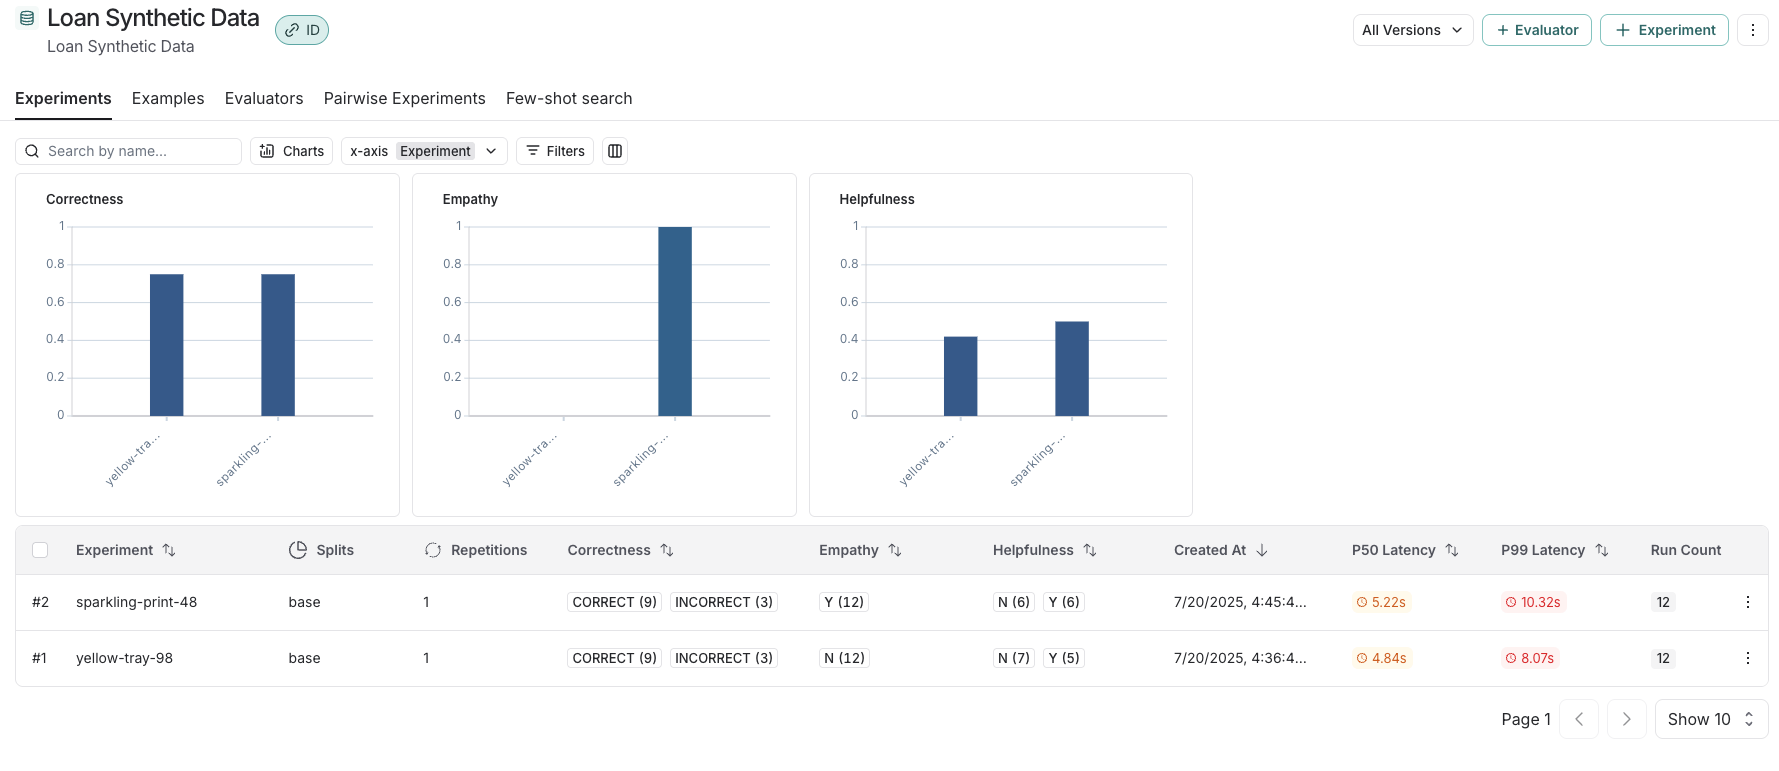 Loan Synthetic Data
ID
Loan Synthetic Data
All Versions
+ Evaluator
+ Experiment
Experiments
Examples
Evaluators
Pairwise Experiments
Few-shot search
Search by name...
Charts
x-axis Experiment
Filters
Correctness
1
0.8
0.6
0.4
0.2
0
yellow-tra...
sparkling-...
Empathy
1
0.8
0.6
0.4
0.2
0
yellow-tra...
sparkling-...
Helpfulness
1
0.8
0.6
0.4
0.2
0
yellow-tra...
sparkling-...
Experiment Splits Repetitions Correctness Empathy Helpfulness Created At P50 Latency P99 Latency Run Count
#2 sparkling-print-48 base 1 CORRECT (9) INCORRECT (3) Y (12) N (6) Y (6) 7/20/2025, 4:45:4... 5.22s 10.32s 12
#1 yellow-tray-98 base 1 CORRECT (9) INCORRECT (3) N (12) N (7) Y (5) 7/20/2025, 4:36:4... 4.84s 8.07s 12
Page 1
Show 10